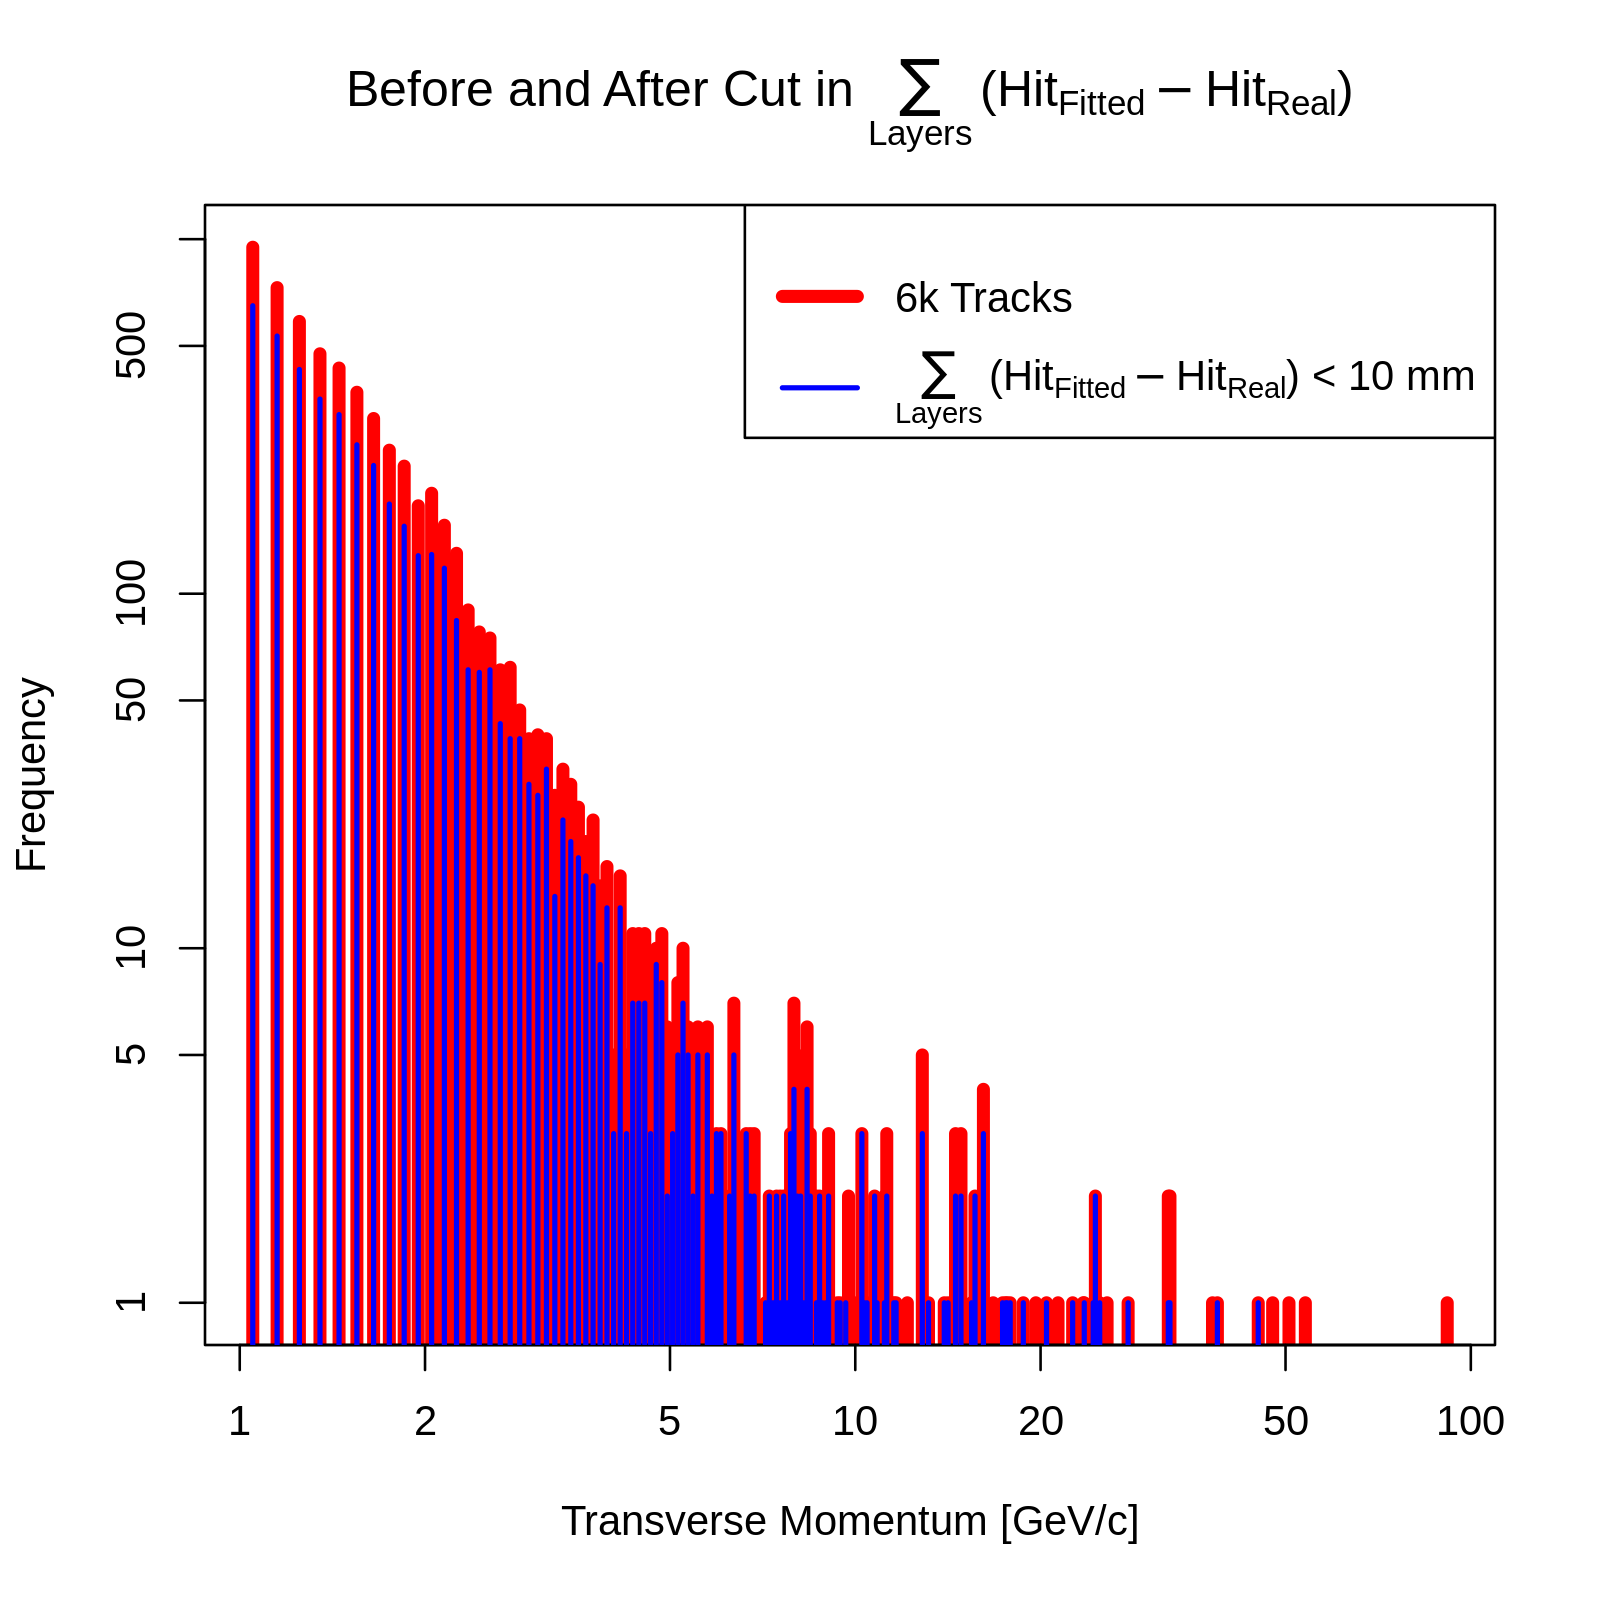 Before and After Cut in ∑ (Hit_Fitted − Hit_Real)
Layers
6k Tracks
∑ (Hit_Fitted − Hit_Real) < 10 mm
Layers
Frequency
500
100
50
10
5
1
1 2 5 10 20 50 100
Transverse Momentum [GeV/c]